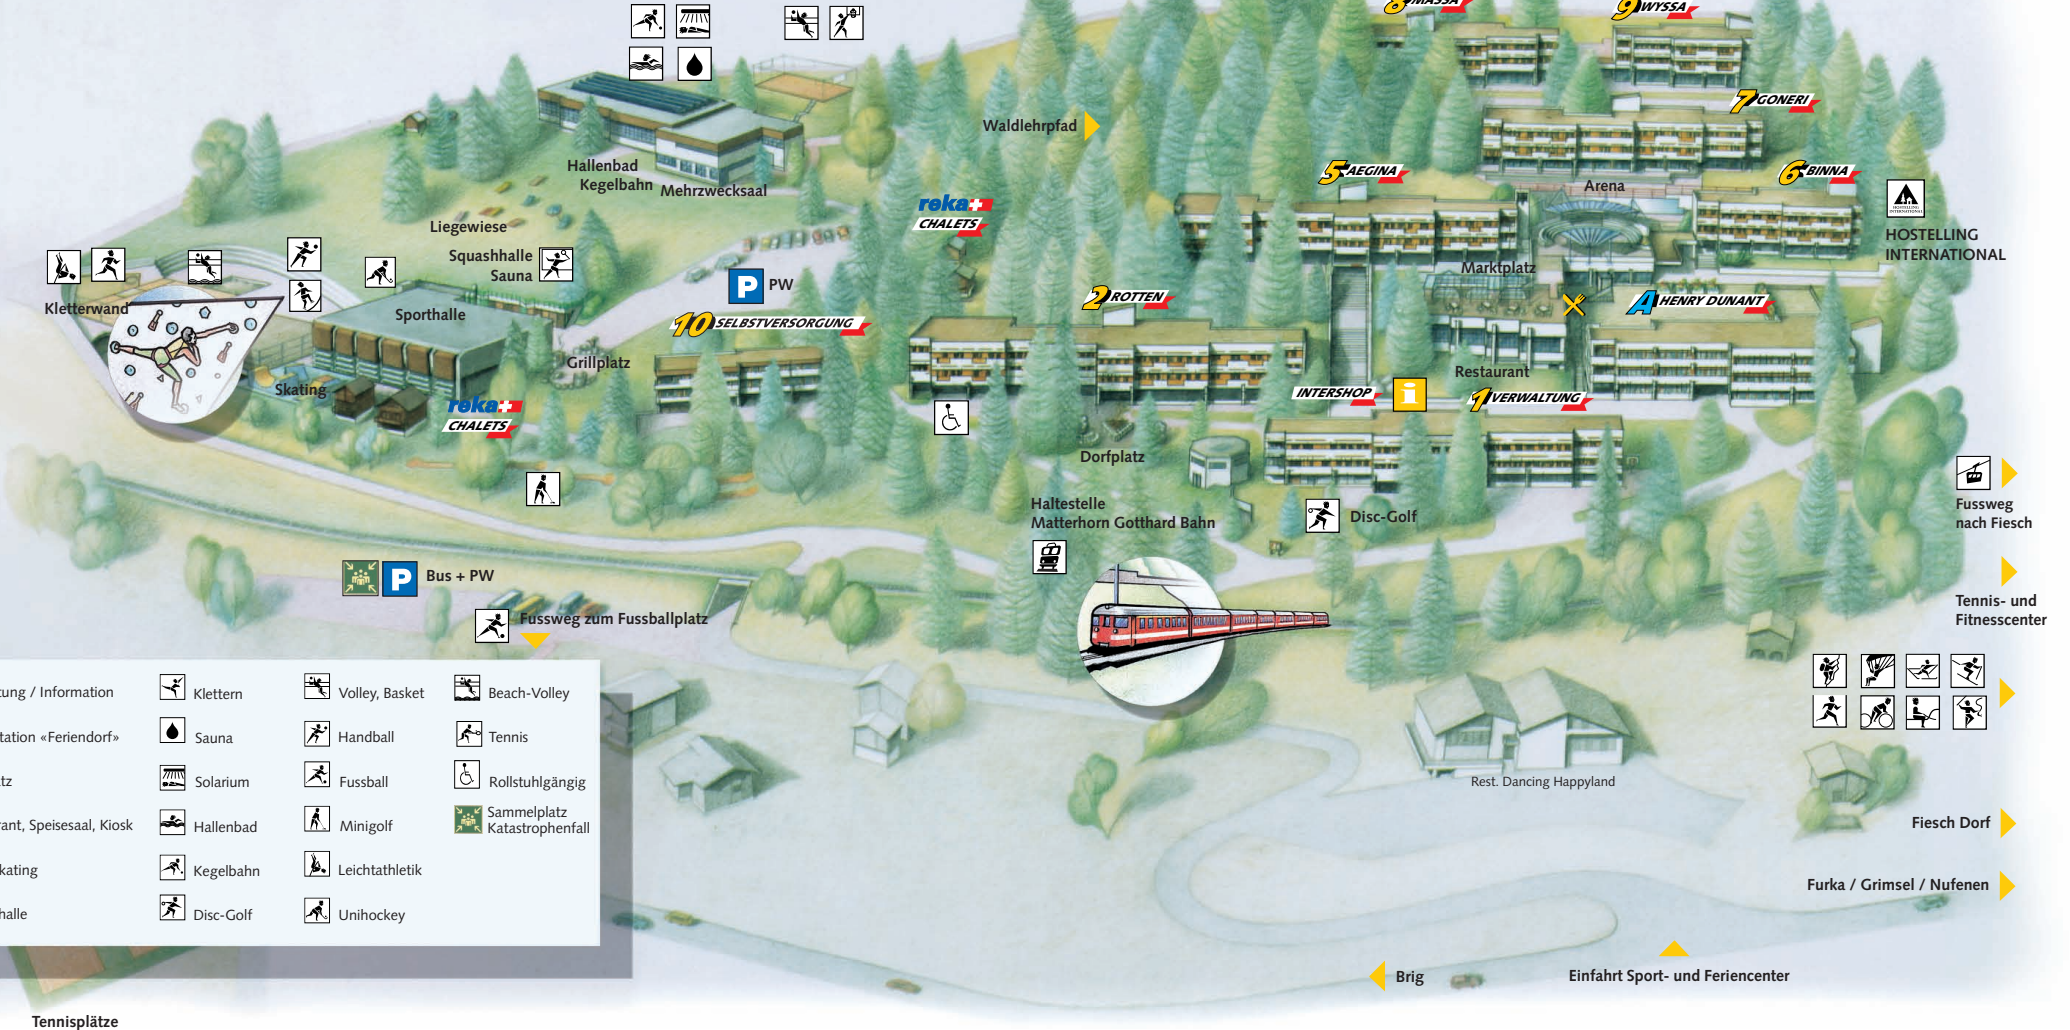 8 MASSA
9 WYSSA
7 GONERI
Waldlehrpfad
Hallenbad
Kegelbahn
Mehrzwecksaal
5 AEGINA
6 BINNA
Arena
reka
CHALETS
HOSTELLING
INTERNATIONAL
HOSTELLING
INTERNATIONAL
Liegewiese
Squashhalle
Sauna
Marktplatz
P PW
2 ROTTEN
A HENRY DUNANT
Kletterwand
Sporthalle
10 SELBSTVERSORGUNG
Grillplatz
Skating
Restaurant
INTERSHOP
i
1 VERWALTUNG
reka
CHALETS
Dorfplatz
Haltestelle
Matterhorn Gotthard Bahn
Disc-Golf
Fussweg
nach Fiesch
P Bus + PW
Fussweg zum Fussballplatz
Tennis- und
Fitnesscenter
tung / Information
tation «Feriendorf»
tz
rant, Speisesaal, Kiosk
kating
halle
Klettern
Sauna
Solarium
Hallenbad
Kegelbahn
Disc-Golf
Volley, Basket
Handball
Fussball
Minigolf
Leichtathletik
Unihockey
Beach-Volley
Tennis
Rollstuhlgängig
Sammelplatz
Katastrophenfall
Rest. Dancing Happyland
Fiesch Dorf
Furka / Grimsel / Nufenen
Brig
Einfahrt Sport- und Feriencenter
Tennisplätze